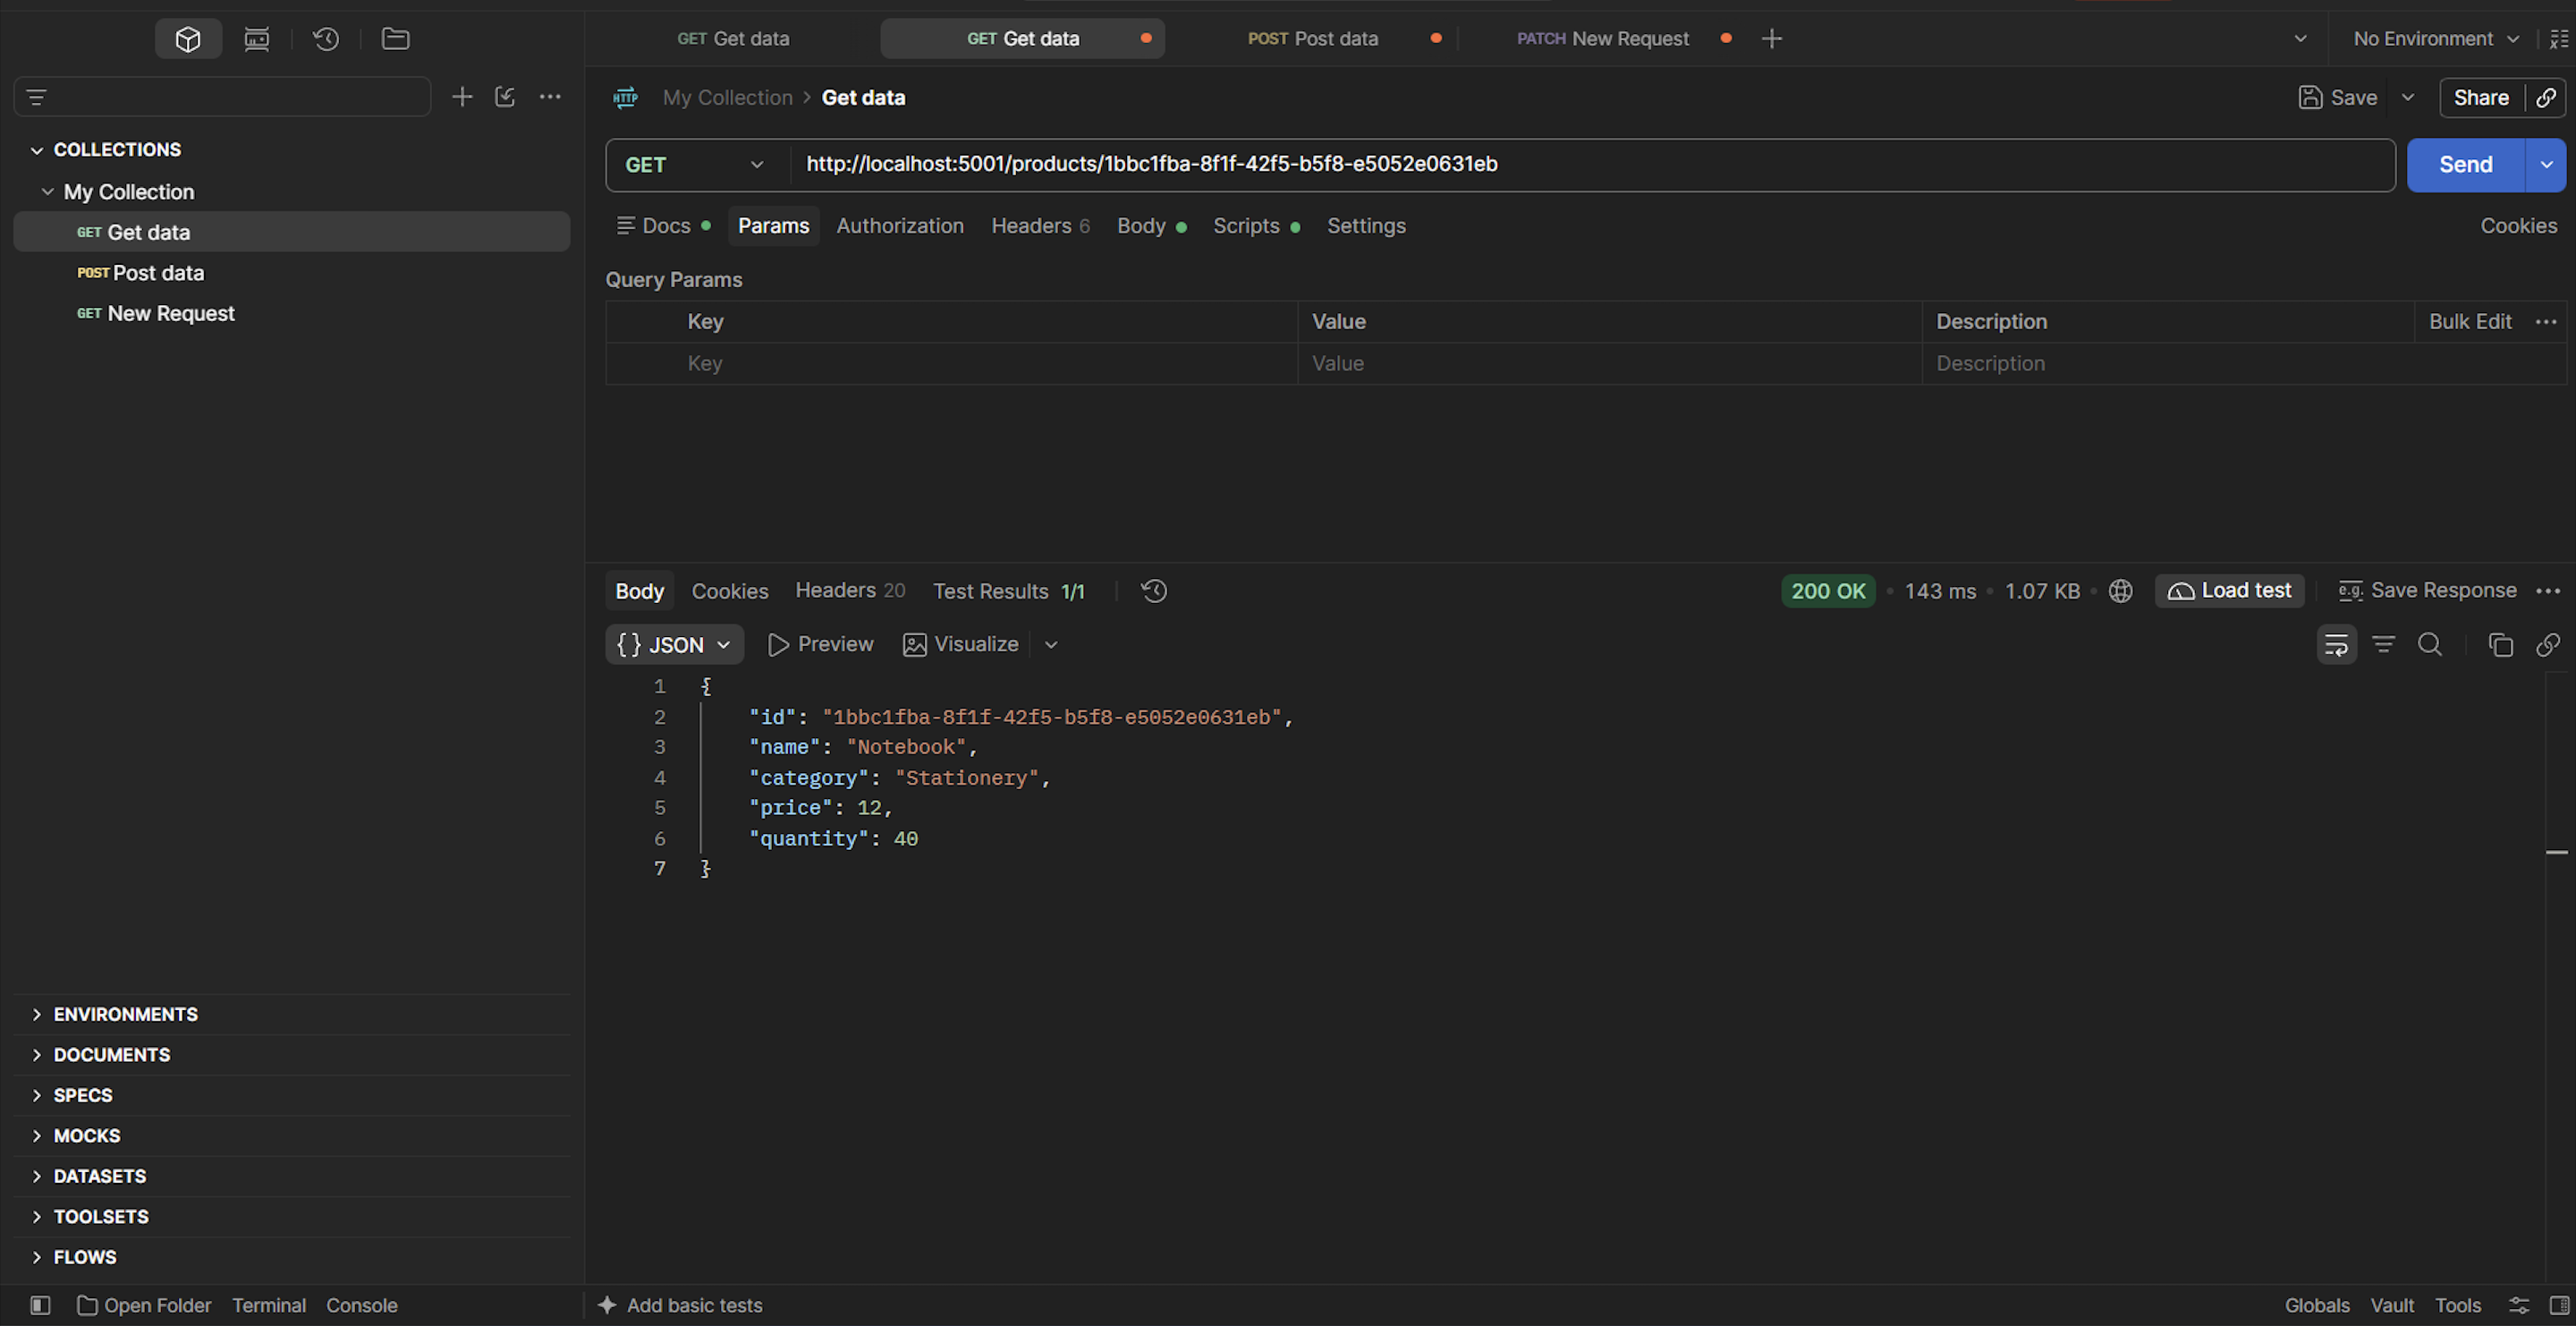 GET Get data
GET Get data
POST Post data
PATCH New Request
No Environment
HTTP
My Collection > Get data
Save
Share
COLLECTIONS
My Collection
GET Get data
POST Post data
GET New Request
GET
http://localhost:5001/products/1bbc1fba-8f1f-42f5-b5f8-e5052e0631eb
Send
Docs
Params
Authorization
Headers 6
Body
Scripts
Settings
Cookies
Query Params
Key Value Description Bulk Edit
Key Value Description
Body Cookies Headers 20 Test Results 1/1
200 OK • 143 ms • 1.07 KB
Load test
e.g. Save Response
{} JSON
Preview
Visualize
1 {
2 "id": "1bbc1fba-8f1f-42f5-b5f8-e5052e0631eb",
3 "name": "Notebook",
4 "category": "Stationery",
5 "price": 12,
6 "quantity": 40
7 }
ENVIRONMENTS
DOCUMENTS
SPECS
MOCKS
DATASETS
TOOLSETS
FLOWS
Open Folder Terminal Console
Add basic tests
Globals Vault Tools